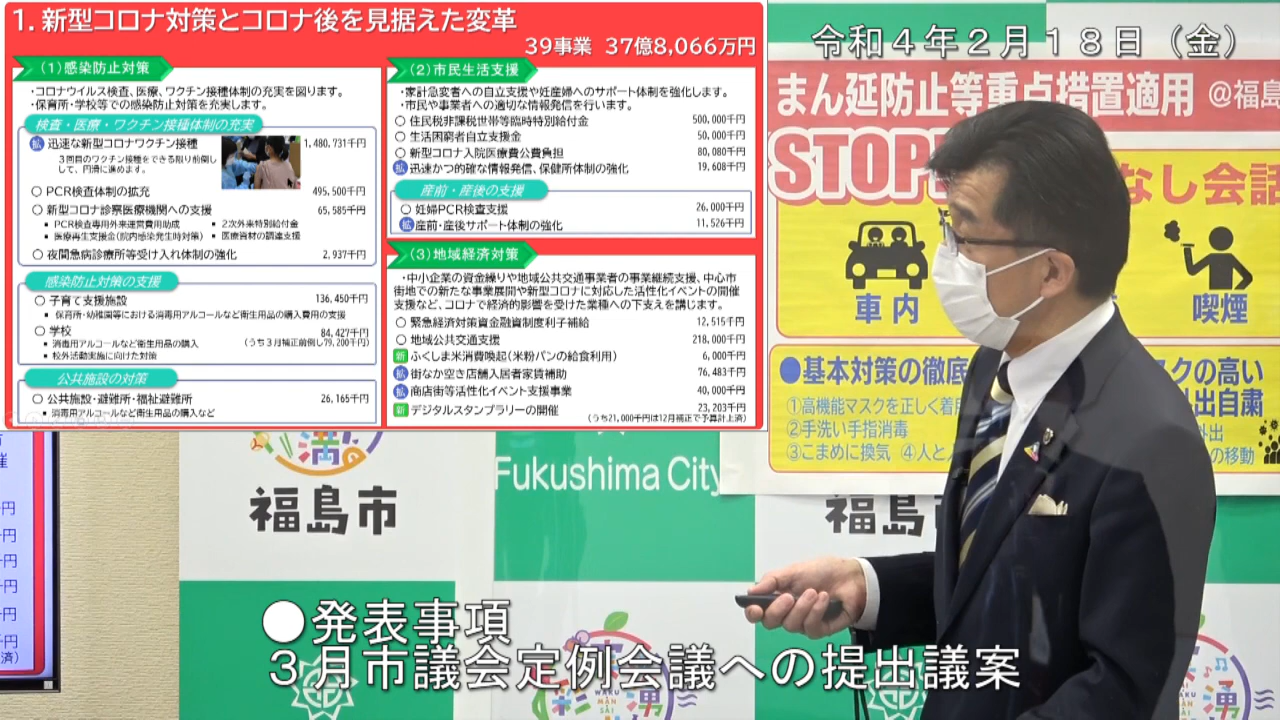 1. 新型コロナ対策とコロナ後を見据えた変革
39事業 37億8,066万円
（1）感染防止対策
・コロナウイルス検査、医療、ワクチン接種体制の充実を図ります。
・保育所・学校等での感染防止対策を充実します。
検査・医療・ワクチン接種体制の充実
拡 迅速な新型コロナワクチン接種 1,480,731千円
３回目のワクチン接種をできる限り前倒し
して、円滑に進めます。
○ PCR検査体制の拡充 495,500千円
○ 新型コロナ診察医療機関への支援 65,585千円
▪ PCR検査専用外来運営費用助成 ▪ ２次外来特別給付金
▪ 医療再生支援金（院内感染発生時対策） ▪ 医療資材の調達支援
○ 夜間急病診療所等受け入れ体制の強化 2,937千円
感染防止対策の支援
○ 子育て支援施設 136,450千円
▪ 保育所・幼稚園等における消毒用アルコールなど衛生用品の購入費用の支援
○ 学校 84,427千円
▪ 消毒用アルコールなど衛生用品の購入 （うち３月補正前倒し79,200千円）
▪ 校外活動実施に向けた対策
公共施設の対策
○ 公共施設・避難所・福祉避難所 26,165千円
▪ 消毒用アルコールなど衛生用品の購入など
（2）市民生活支援
・家計急変者への自立支援や妊産婦へのサポート体制を強化します。
・市民や事業者への適切な情報発信を行います。
○ 住民税非課税世帯等臨時特別給付金 500,000千円
○ 生活困窮者自立支援金 50,000千円
○ 新型コロナ入院医療費公費負担 80,080千円
拡 迅速かつ的確な情報発信、保健所体制の強化 19,608千円
産前・産後の支援
○ 妊婦PCR検査支援 26,000千円
拡 産前・産後サポート体制の強化 11,526千円
（3）地域経済対策
・中小企業の資金繰りや地域公共交通事業者の事業継続支援、中心市
街地での新たな事業展開や新型コロナに対応した活性化イベントの開催
支援など、コロナで経済的影響を受けた業種への下支えを講じます。
○ 緊急経済対策資金融資制度利子補給 12,515千円
○ 地域公共交通支援 218,000千円
新 ふくしま米消費喚起（米粉パンの給食利用） 6,000千円
拡 街なか空き店舗入居者家賃補助 76,483千円
拡 商店街等活性化イベント支援事業 40,000千円
新 デジタルスタンプラリーの開催 23,203千円
（うち21,000千円は12月補正で予算計上済）
令和４年２月１８日（金）
まん延防止等重点措置適用 @福島
STOP
なし会話
車内
喫煙
●基本対策の徹底
①高機能マスクを正しく着用
②手洗い手指消毒
③こまめに換気 ④人と
クの高い
出自粛
外出
の移動
福島市
Fukushima City
福島
●発表事項
３月市議会定例会議への提出議案